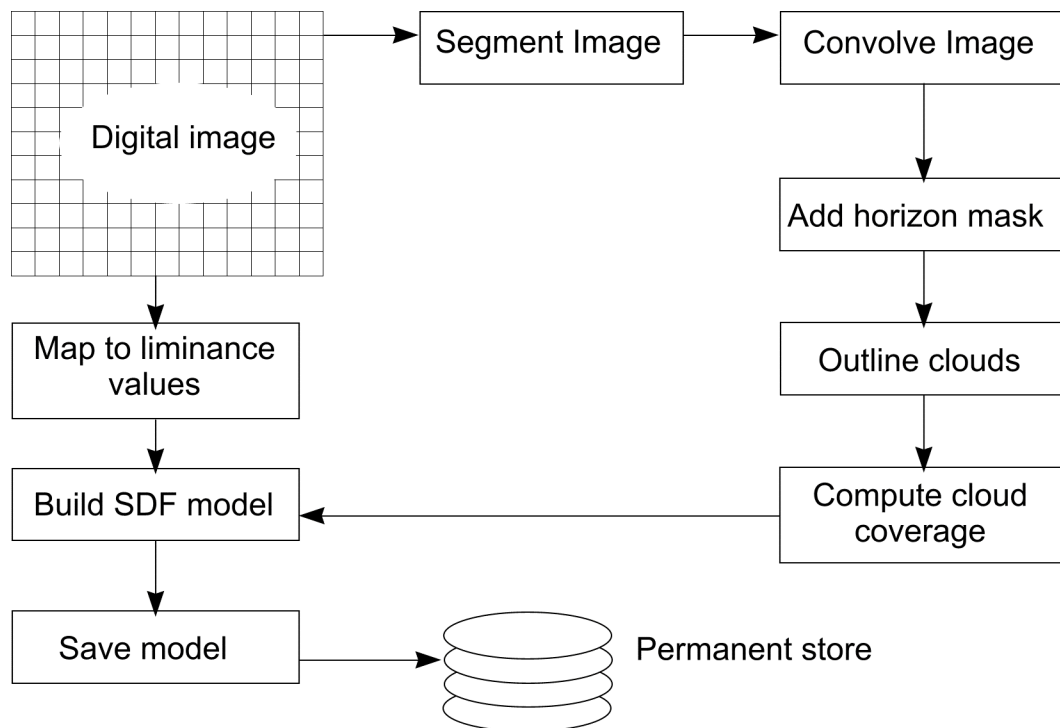 Digital image
Segment Image
Convolve Image
Add horizon mask
Outline clouds
Compute cloud
coverage
Map to liminance
values
Build SDF model
Save model
Permanent store